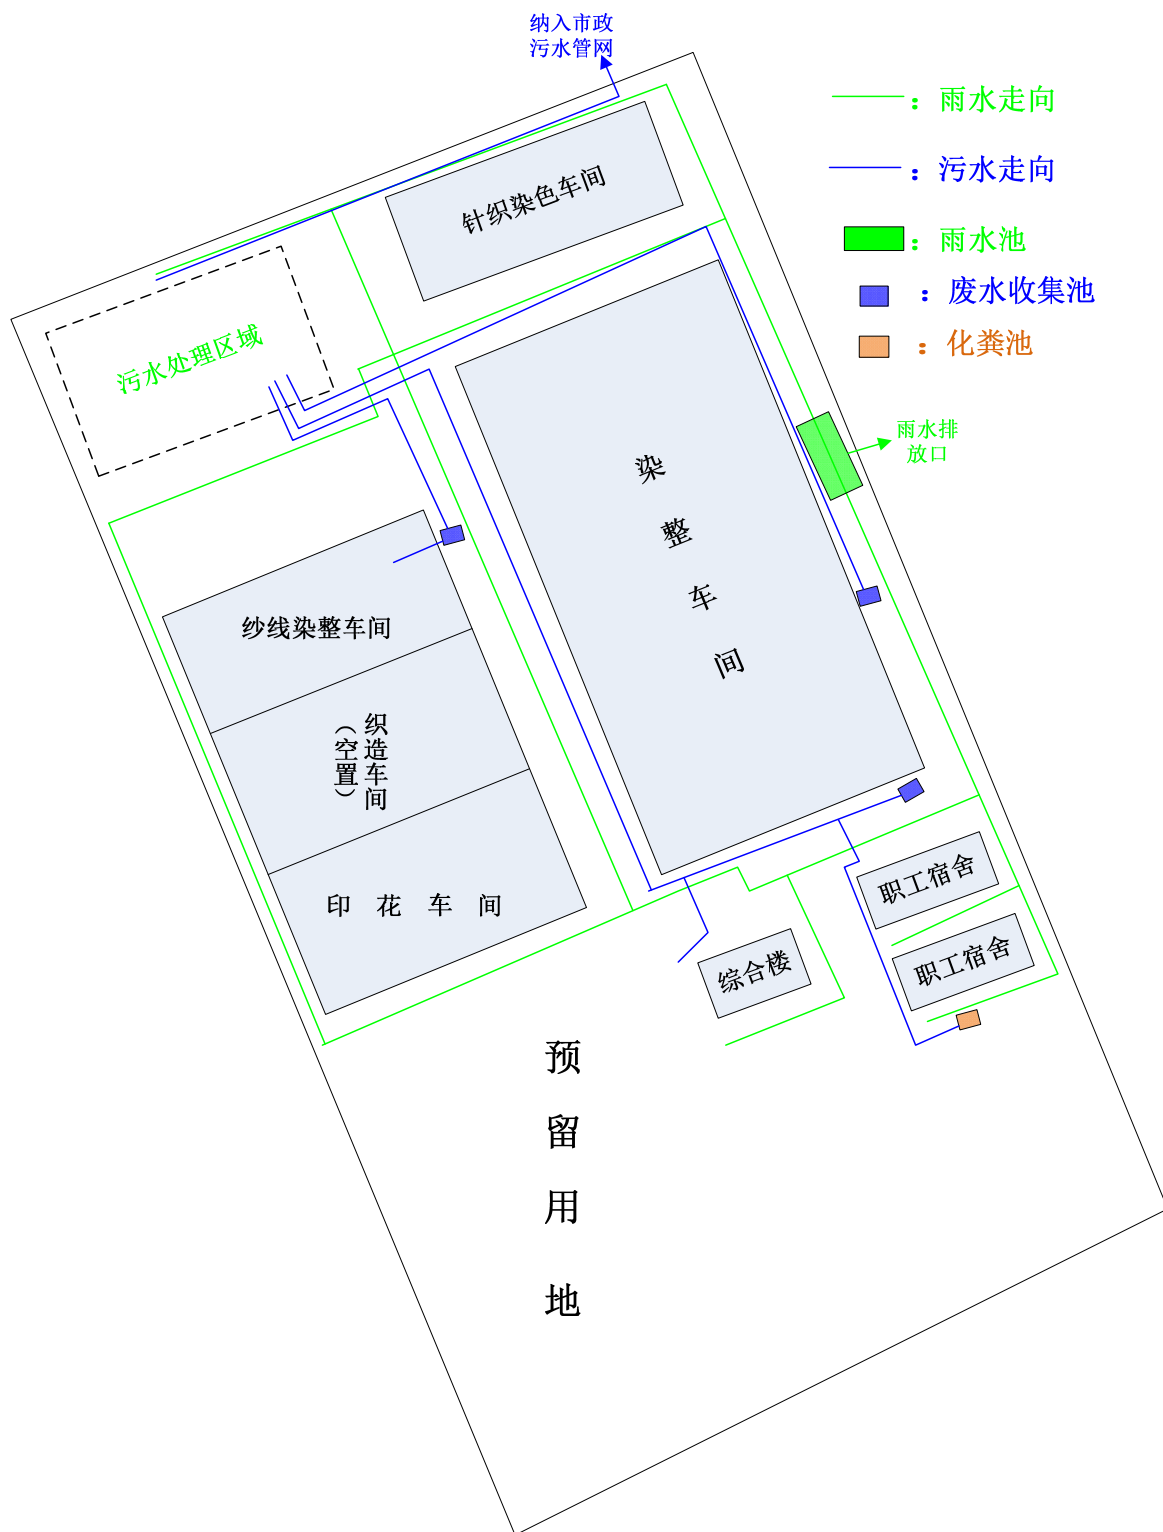 纳入市政
污水管网
：雨水走向
：污水走向
：雨水池
：废水收集池
：化粪池
针织染色车间
污水处理区域
雨水排
放口
染整车间
纱线染整车间
织造车间
（空置）
印花车间
职工宿舍
职工宿舍
综合楼
预留用地